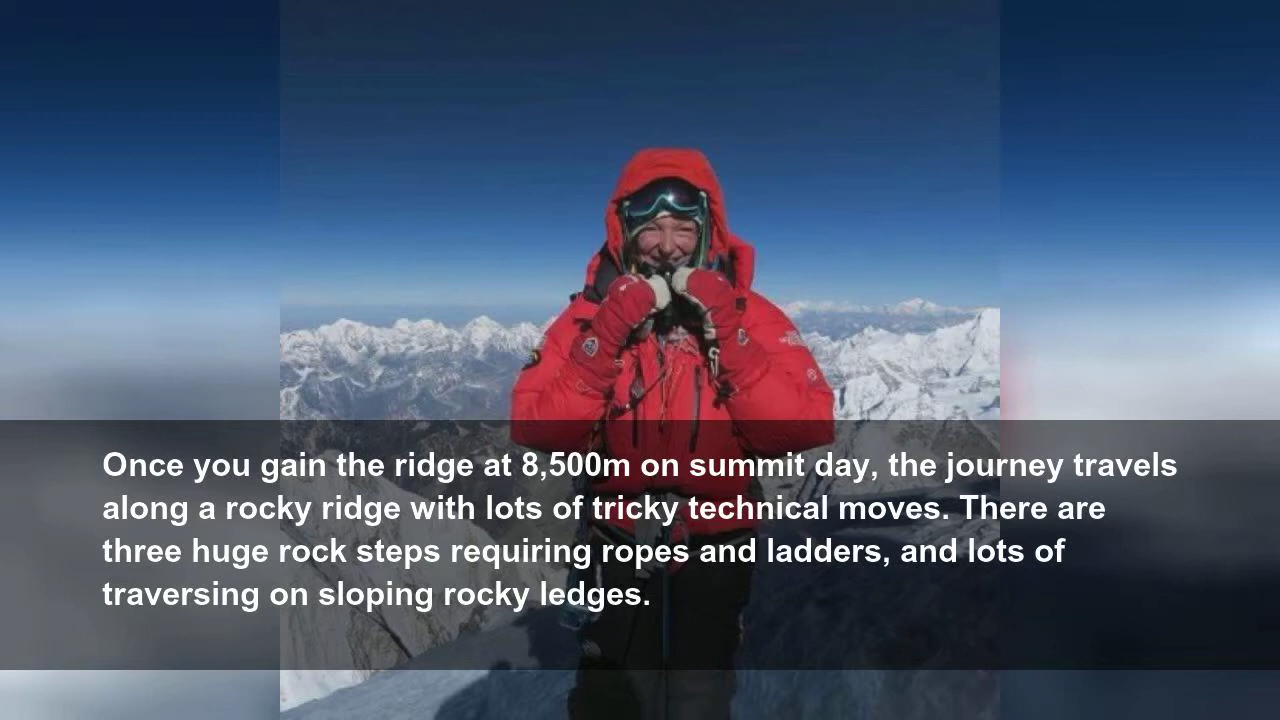 Once you gain the ridge at 8,500m on summit day, the journey travels
along a rocky ridge with lots of tricky technical moves. There are
three huge rock steps requiring ropes and ladders, and lots of
traversing on sloping rocky ledges.